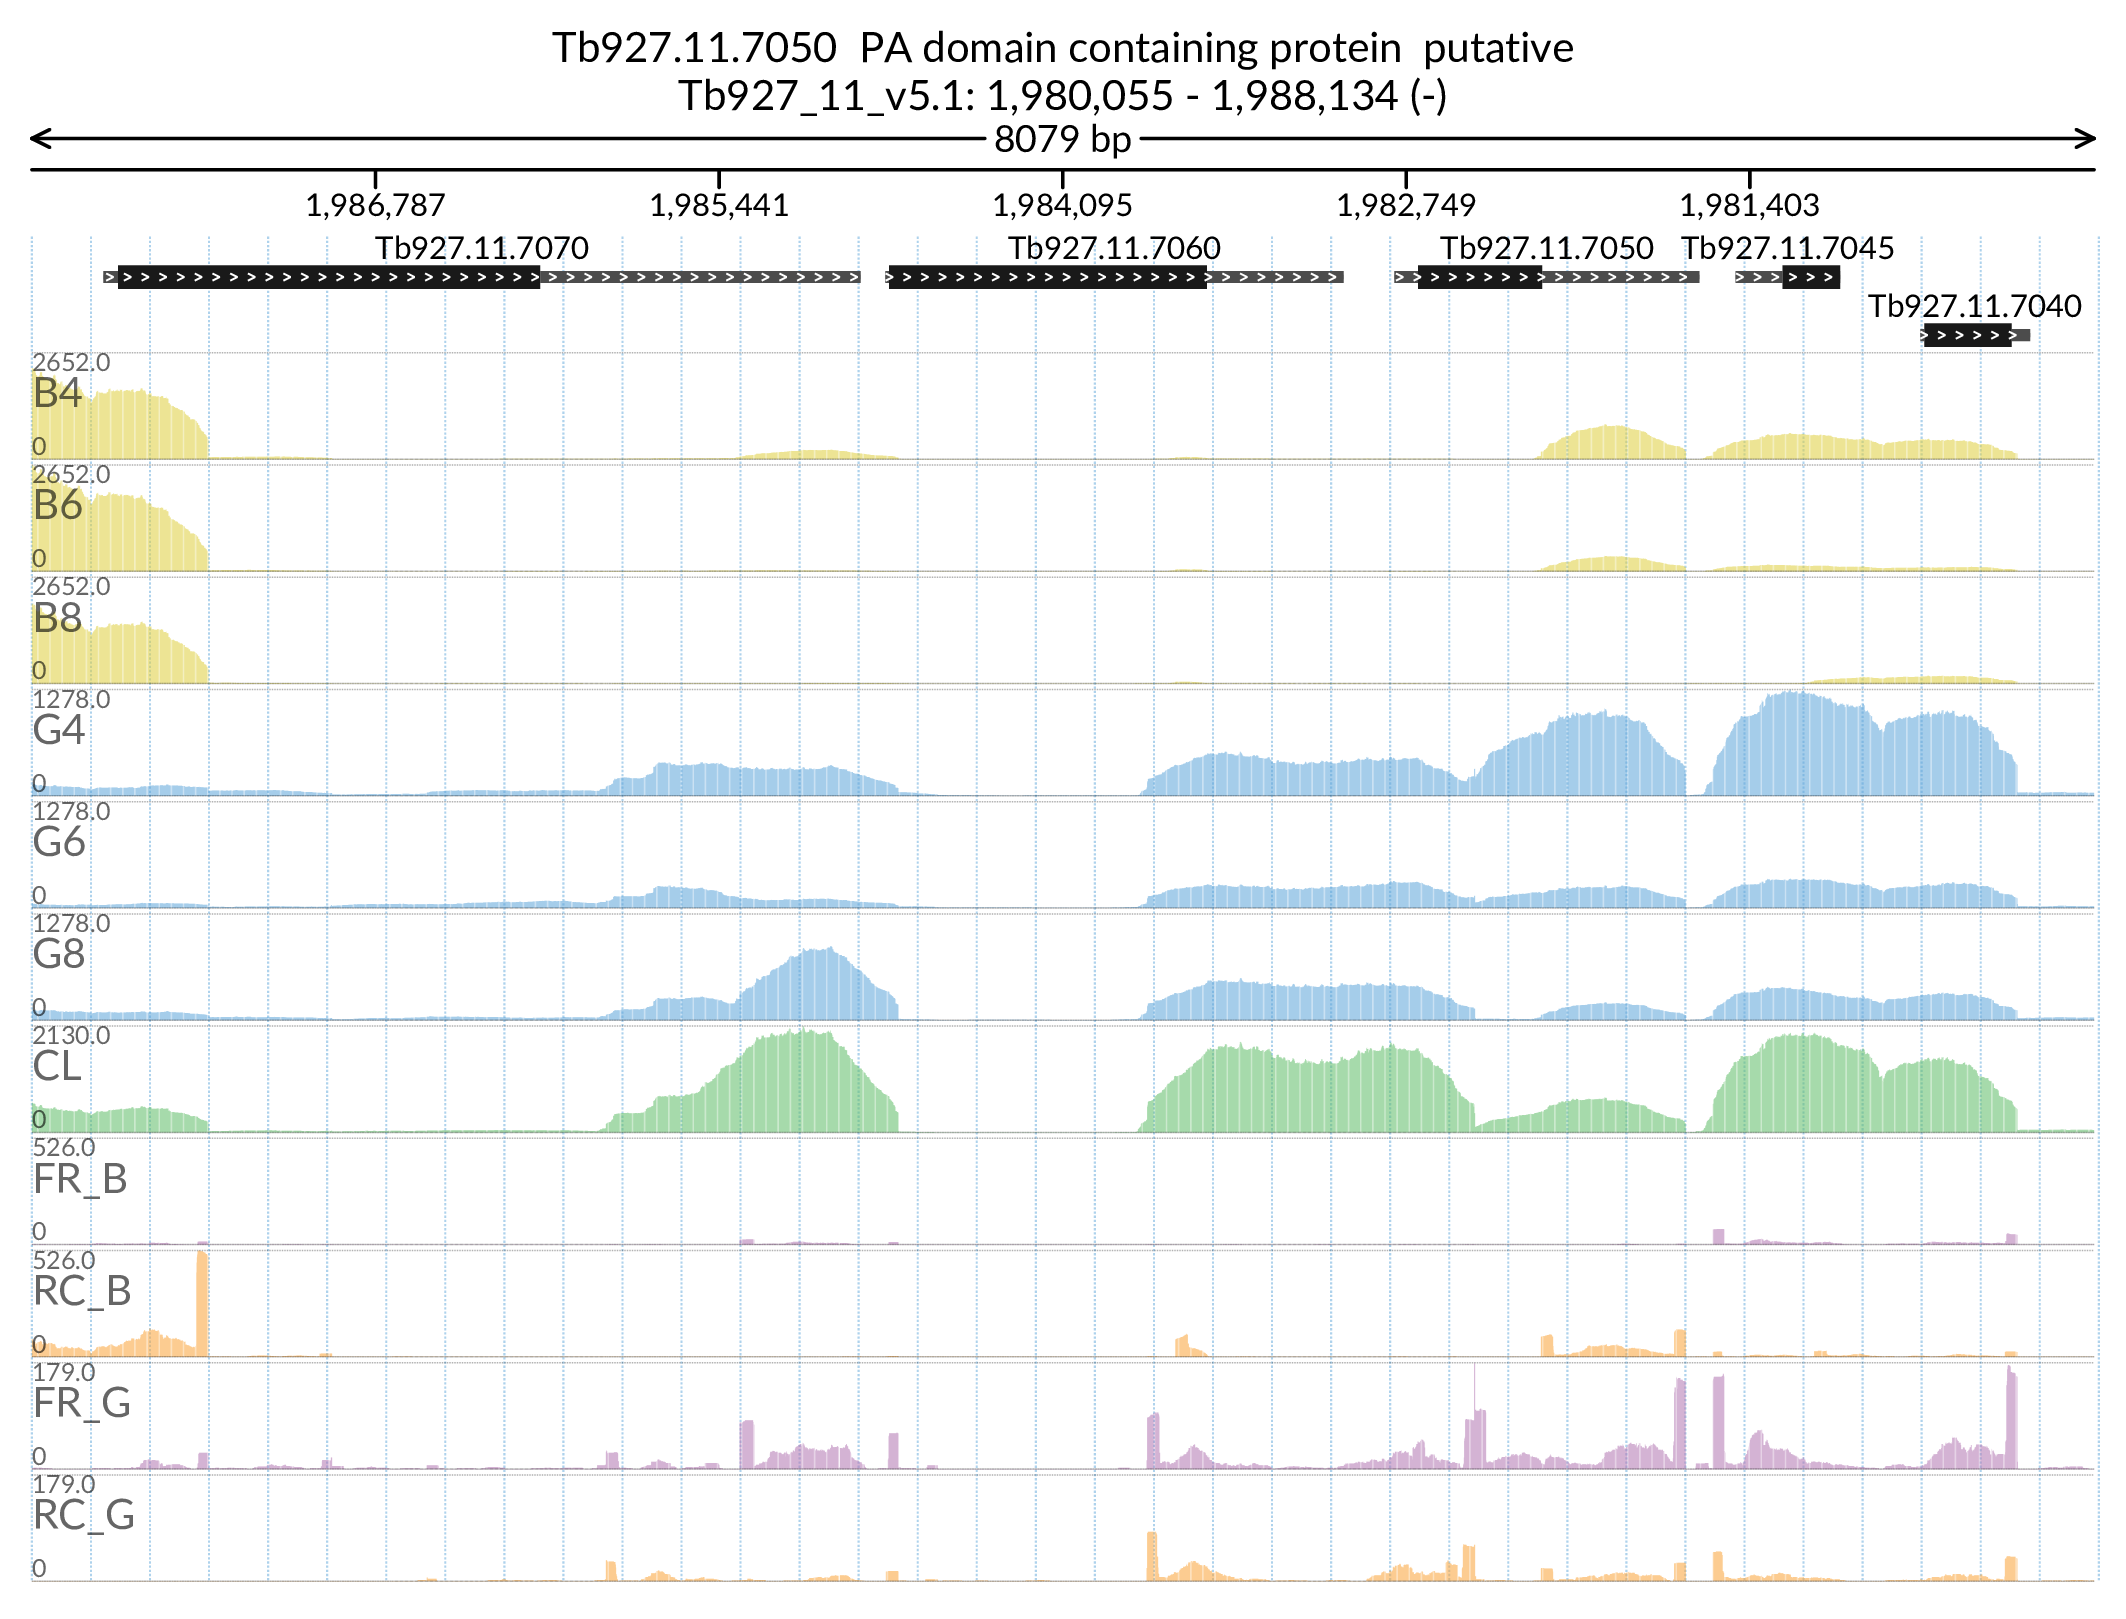 Tb927.11.7050  PA domain containing protein  putative
Tb927_11_v5.1: 1,980,055 - 1,988,134 (-)
8079 bp
1,986,787 1,985,441 1,984,095 1,982,749 1,981,403
Tb927.11.7070 Tb927.11.7060 Tb927.11.7050 Tb927.11.7045
Tb927.11.7040
2652.0
B4
0
2652.0
B6
0
2652.0
B8
0
1278.0
G4
0
1278.0
G6
0
1278.0
G8
0
2130.0
CL
0
526.0
FR_B
0
526.0
RC_B
0
179.0
FR_G
0
179.0
RC_G
0